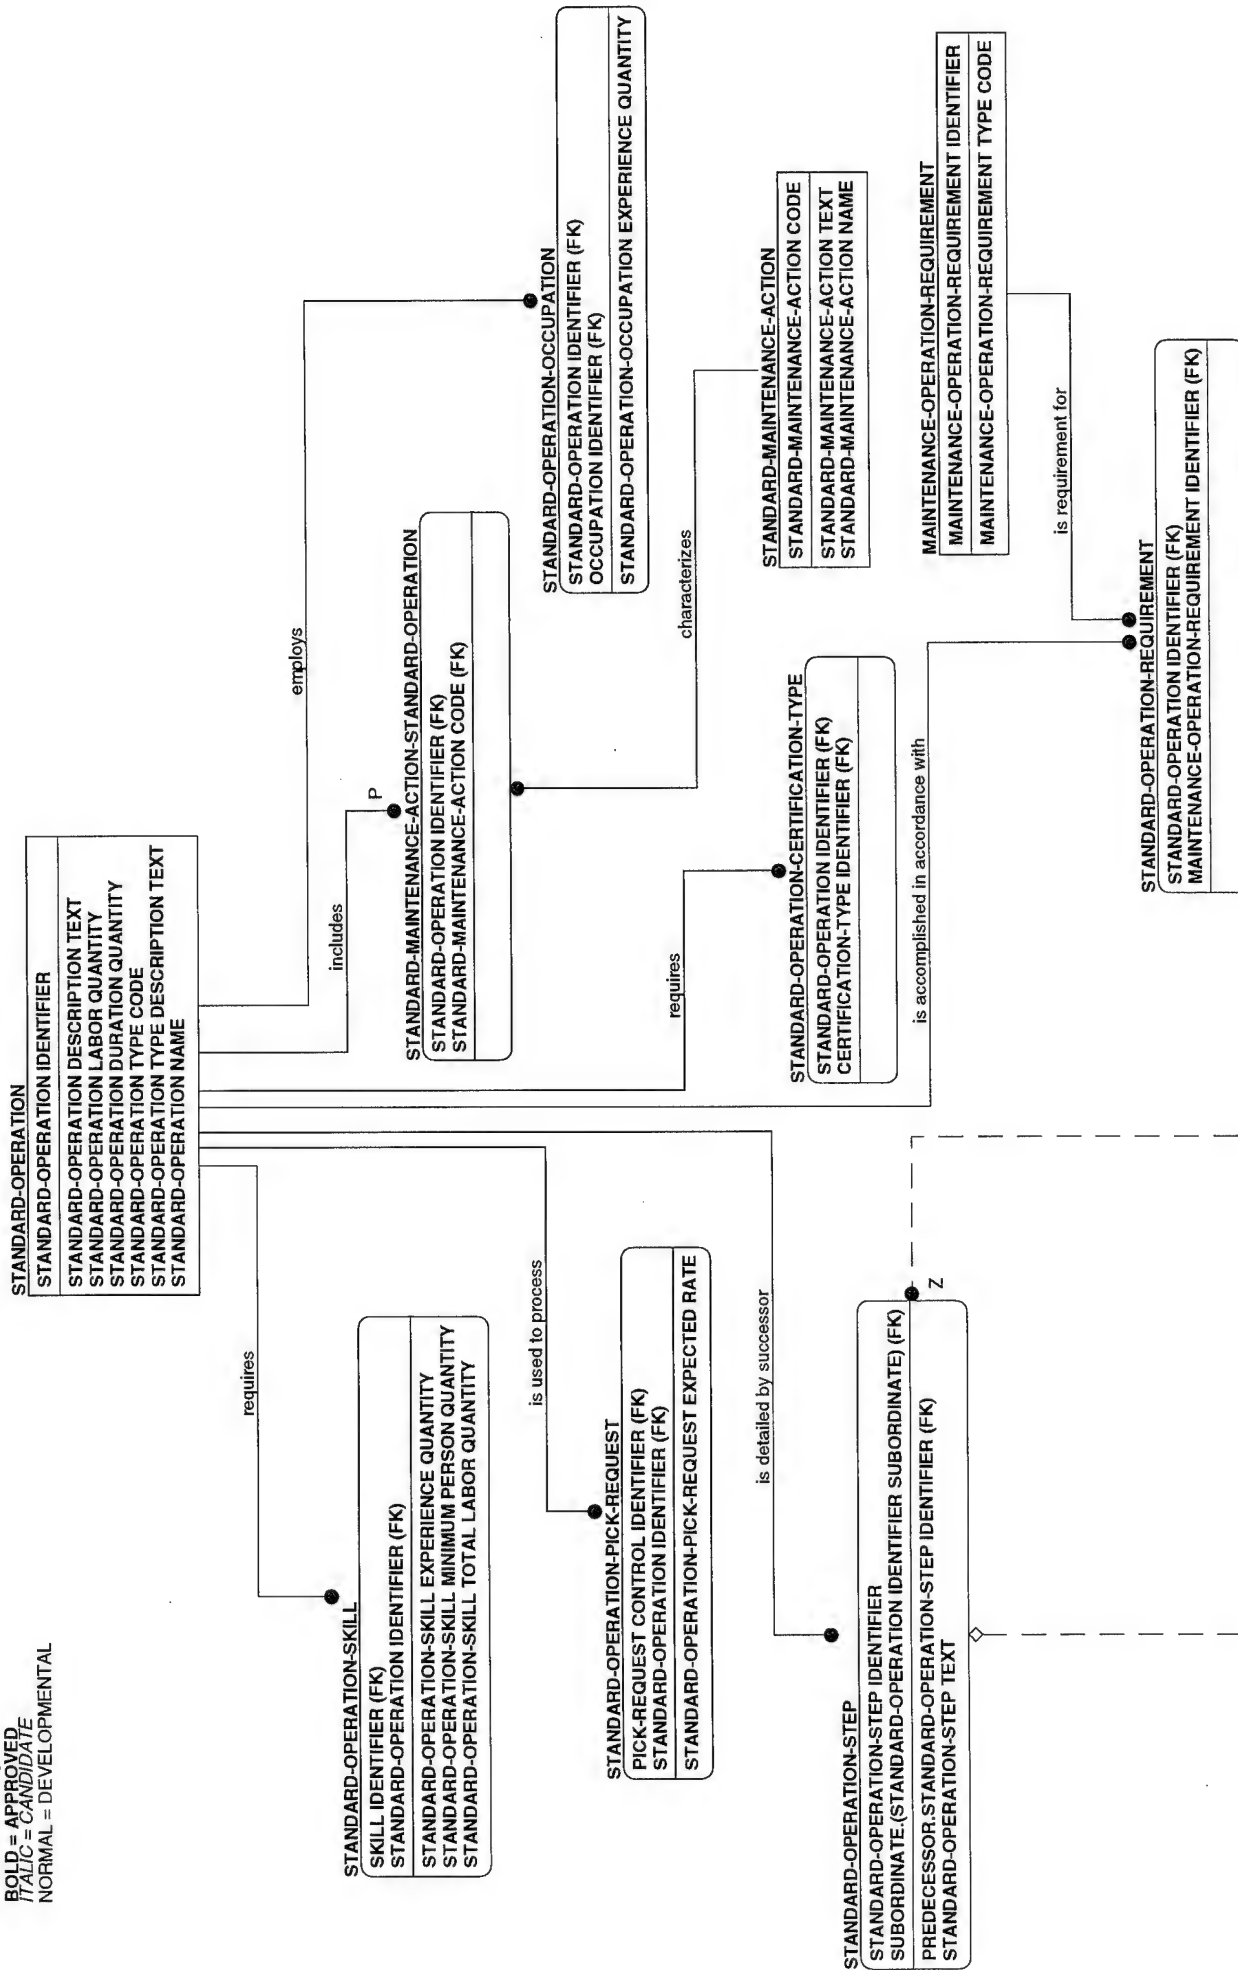 BOLD = APPROVED
ITALIC = CANDIDATE
NORMAL = DEVELOPMENTAL
STANDARD-OPERATION
STANDARD-OPERATION IDENTIFIER
STANDARD-OPERATION DESCRIPTION TEXT
STANDARD-OPERATION LABOR QUANTITY
STANDARD-OPERATION DURATION QUANTITY
STANDARD-OPERATION TYPE CODE
STANDARD-OPERATION TYPE DESCRIPTION TEXT
STANDARD-OPERATION NAME
requires
is used to process
is detailed by successor
includes
P
employs
requires
is accomplished in accordance with
STANDARD-OPERATION-SKILL
SKILL IDENTIFIER (FK)
STANDARD-OPERATION IDENTIFIER (FK)
STANDARD-OPERATION-SKILL EXPERIENCE QUANTITY
STANDARD-OPERATION-SKILL MINIMUM PERSON QUANTITY
STANDARD-OPERATION-SKILL TOTAL LABOR QUANTITY
STANDARD-MAINTENANCE-ACTION-STANDARD-OPERATION
STANDARD-OPERATION IDENTIFIER (FK)
STANDARD-MAINTENANCE-ACTION CODE (FK)
STANDARD-OPERATION-OCCUPATION
STANDARD-OPERATION IDENTIFIER (FK)
OCCUPATION IDENTIFIER (FK)
STANDARD-OPERATION-OCCUPATION EXPERIENCE QUANTITY
STANDARD-OPERATION-PICK-REQUEST
PICK-REQUEST CONTROL IDENTIFIER (FK)
STANDARD-OPERATION IDENTIFIER (FK)
STANDARD-OPERATION-PICK-REQUEST EXPECTED RATE
characterizes
STANDARD-MAINTENANCE-ACTION
STANDARD-MAINTENANCE-ACTION CODE
STANDARD-MAINTENANCE-ACTION TEXT
STANDARD-MAINTENANCE-ACTION NAME
STANDARD-OPERATION-CERTIFICATION-TYPE
STANDARD-OPERATION IDENTIFIER (FK)
CERTIFICATION-TYPE IDENTIFIER (FK)
STANDARD-OPERATION-STEP
STANDARD-OPERATION-STEP IDENTIFIER
SUBORDINATE.(STANDARD-OPERATION IDENTIFIER SUBORDINATE) (FK)
PREDECESSOR.STANDARD-OPERATION-STEP IDENTIFIER (FK)
STANDARD-OPERATION-STEP TEXT
Z
MAINTENANCE-OPERATION-REQUIREMENT
MAINTENANCE-OPERATION-REQUIREMENT IDENTIFIER
MAINTENANCE-OPERATION-REQUIREMENT TYPE CODE
is requirement for
STANDARD-OPERATION-REQUIREMENT
STANDARD-OPERATION IDENTIFIER (FK)
MAINTENANCE-OPERATION-REQUIREMENT IDENTIFIER (FK)